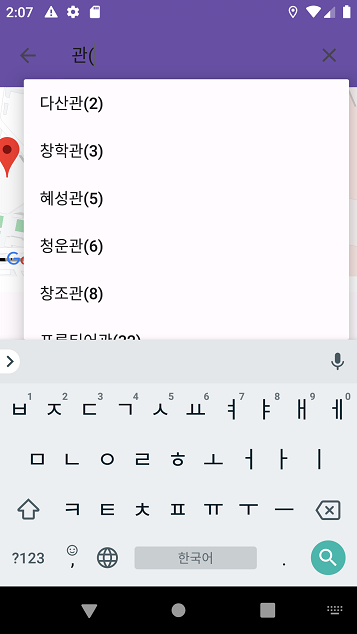 2:07
관(
다산관(2)
창학관(3)
혜성관(5)
청운관(6)
창조관(8)
1 2 3 4 5 6 7 8 9 0
ㅂ ㅈ ㄷ ㄱ ㅅ ㅛ ㅕ ㅑ ㅐ ㅔ
ㅁ ㄴ ㅇ ㄹ ㅎ ㅗ ㅓ ㅏ ㅣ
ㅋ ㅌ ㅊ ㅍ ㅠ ㅜ ㅡ
?123 , 한국어 .